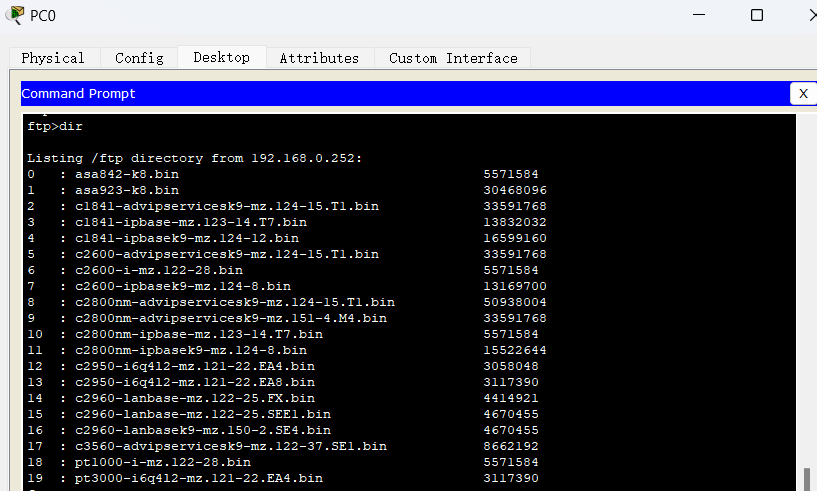 PC0
Physical Config Desktop Attributes Custom Interface
Command Prompt X
ftp>dir
Listing /ftp directory from 192.168.0.252:
0 : asa842-k8.bin 5571584
1 : asa923-k8.bin 30468096
2 : c1841-advipservicesk9-mz.124-15.T1.bin 33591768
3 : c1841-ipbase-mz.123-14.T7.bin 13832032
4 : c1841-ipbasek9-mz.124-12.bin 16599160
5 : c2600-advipservicesk9-mz.124-15.T1.bin 33591768
6 : c2600-i-mz.122-28.bin 5571584
7 : c2600-ipbasek9-mz.124-8.bin 13169700
8 : c2800nm-advipservicesk9-mz.124-15.T1.bin 50938004
9 : c2800nm-advipservicesk9-mz.151-4.M4.bin 33591768
10 : c2800nm-ipbase-mz.123-14.T7.bin 5571584
11 : c2800nm-ipbasek9-mz.124-8.bin 15522644
12 : c2950-i6q4l2-mz.121-22.EA4.bin 3058048
13 : c2950-i6q4l2-mz.121-22.EA8.bin 3117390
14 : c2960-lanbase-mz.122-25.FX.bin 4414921
15 : c2960-lanbase-mz.122-25.SEE1.bin 4670455
16 : c2960-lanbasek9-mz.150-2.SE4.bin 4670455
17 : c3560-advipservicesk9-mz.122-37.SE1.bin 8662192
18 : pt1000-i-mz.122-28.bin 5571584
19 : pt3000-i6q4l2-mz.121-22.EA4.bin 3117390